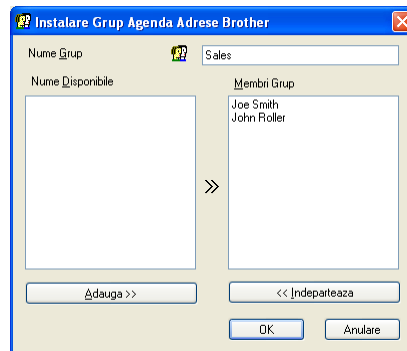 Instalare Grup Agenda Adrese Brother
Nume Grup
Sales
Nume Disponibile
Membri Grup
Joe Smith
John Roller
Adauga >>
<< Indeparteaza
OK
Anulare